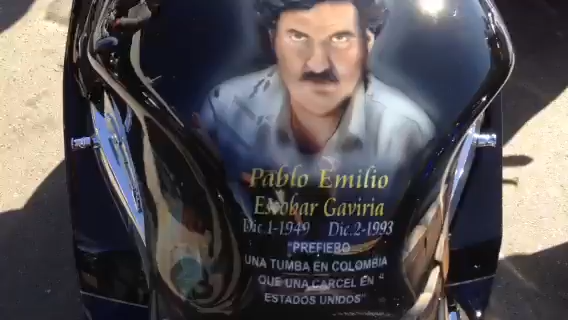 Pablo Emilio
Escobar Gaviria
Dic.1-1949 Dic.2-1993
"PREFIERO
UNA TUMBA EN COLOMBIA
QUE UNA CARCEL EN "
ESTADOS UNIDOS"